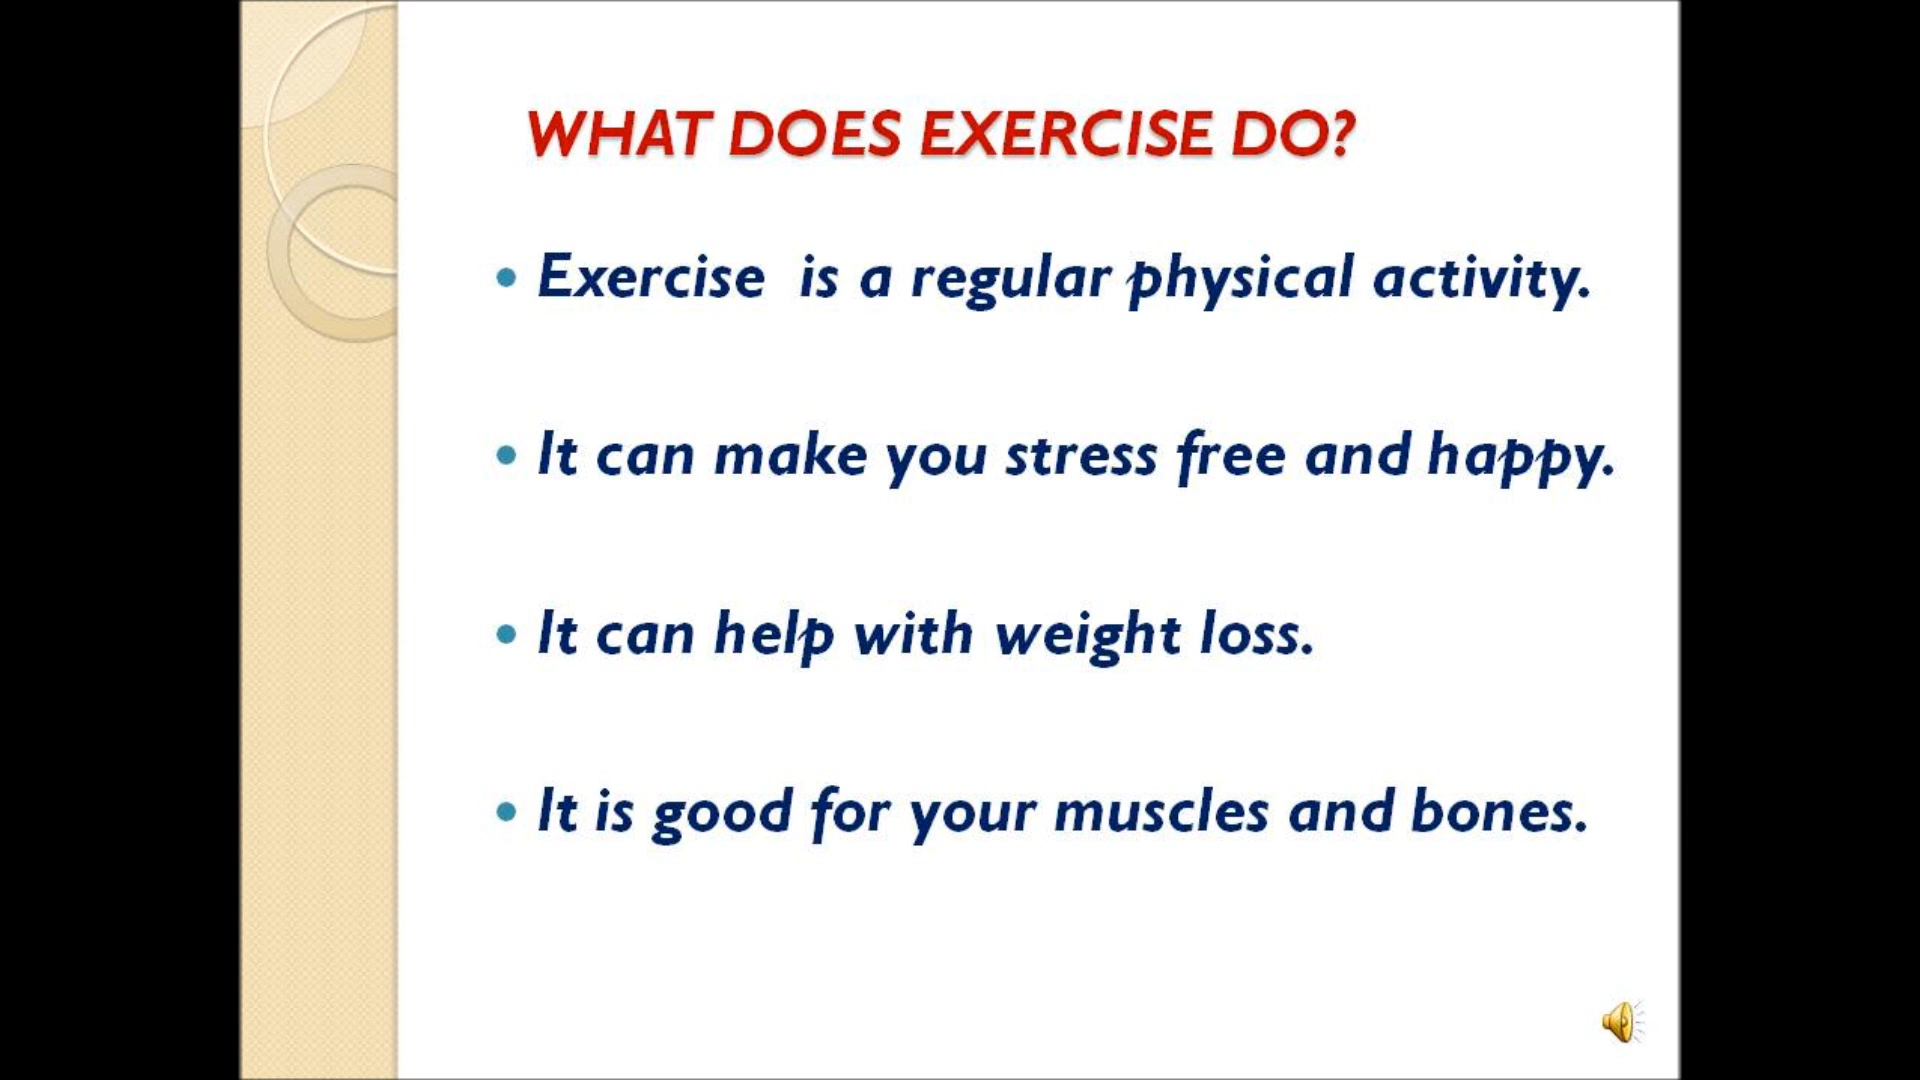 WHAT DOES EXERCISE DO?
• Exercise  is a regular physical activity.
• It can make you stress free and happy.
• It can help with weight loss.
• It is good for your muscles and bones.